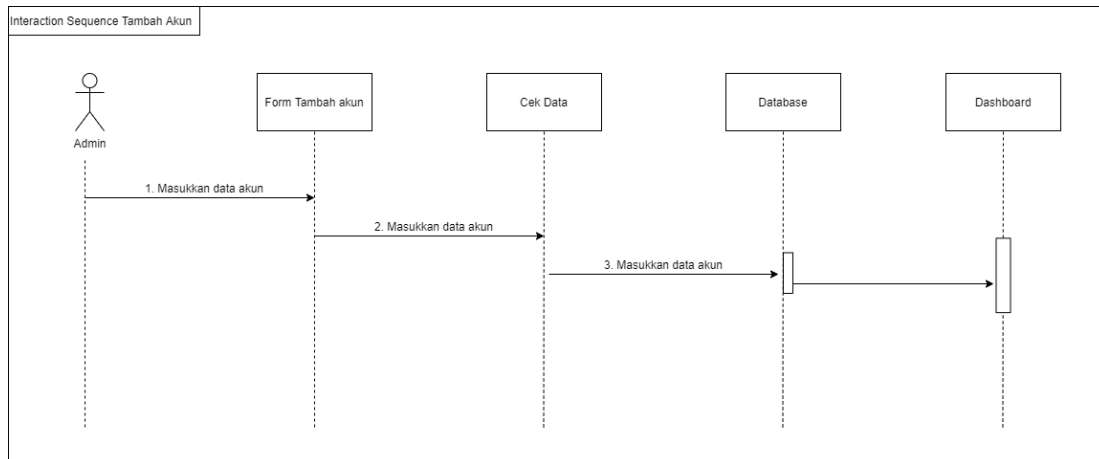 Interaction Sequence Tambah Akun
Form Tambah akun
Cek Data
Database
Dashboard
Admin
1. Masukkan data akun
2. Masukkan data akun
3. Masukkan data akun